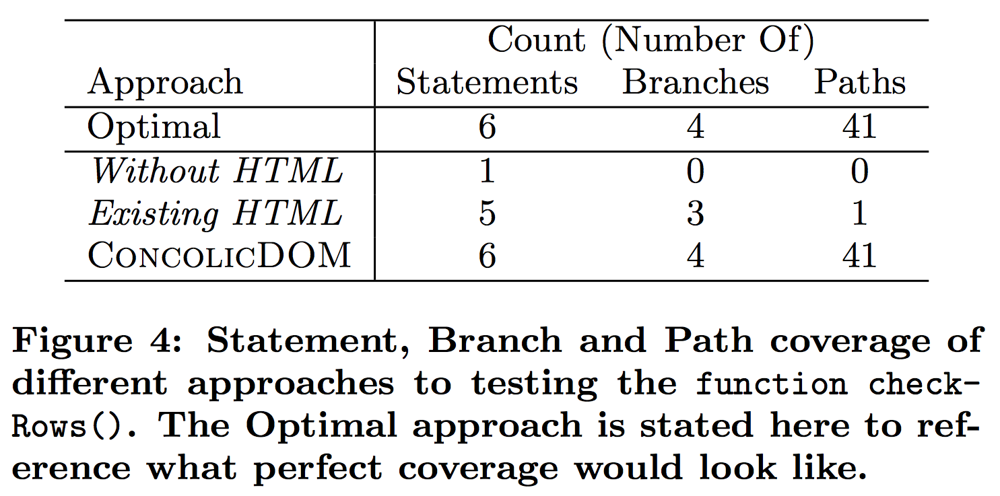 Count (Number Of)
Approach Statements Branches Paths
Optimal 6 4 41
Without HTML 1 0 0
Existing HTML 5 3 1
CONCOLICDOM 6 4 41
Figure 4: Statement, Branch and Path coverage of
different approaches to testing the function check-
Rows(). The Optimal approach is stated here to ref-
erence what perfect coverage would look like.